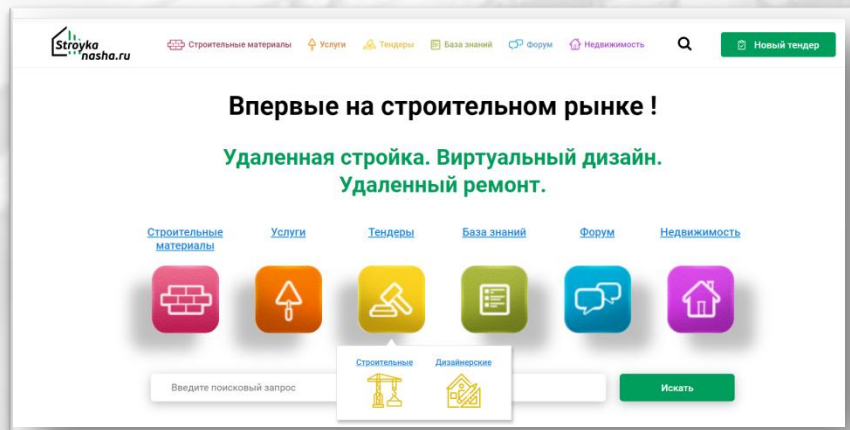 Stroyka
nasha.ru
Строительные материалы
Услуги
Тендеры
База знаний
Форум
Недвижимость
Новый тендер
Впервые на строительном рынке !
Удаленная стройка. Виртуальный дизайн.
Удаленный ремонт.
Строительные
материалы
Услуги
Тендеры
База знаний
Форум
Недвижимость
Строительные
Дизайнерские
Введите поисковый запрос
Искать